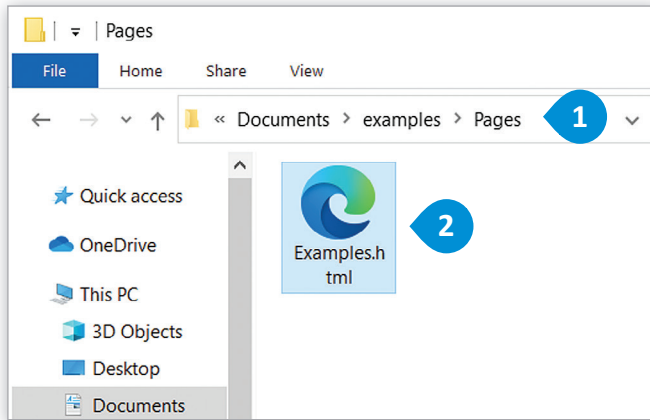 Pages
File Home Share View
« Documents > examples > Pages 1
Quick access
OneDrive
This PC
3D Objects
Desktop
Documents
Examples.h
tml
2